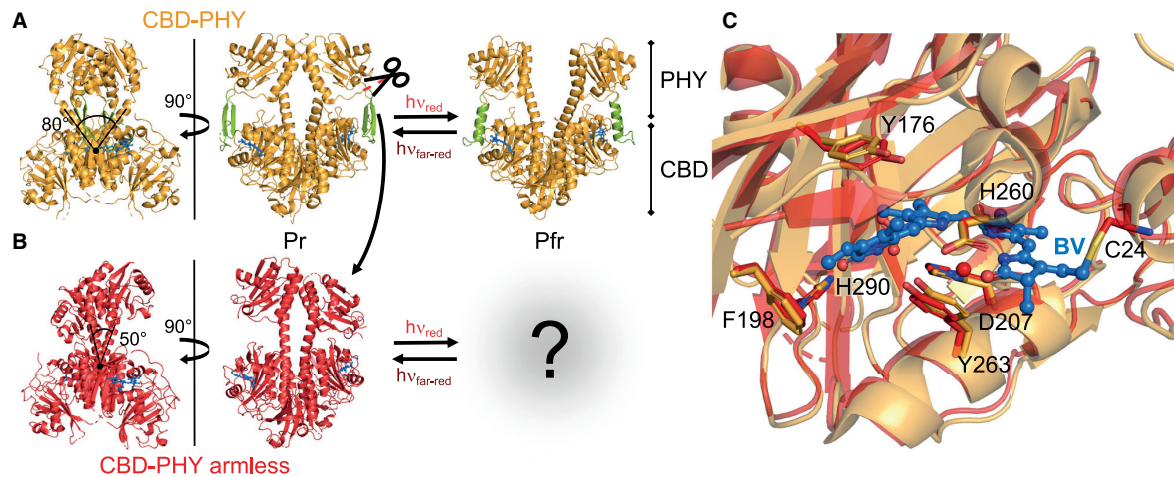 A
CBD-PHY
90°
80°
hνred
hνfar-red
Pr
Pfr
PHY
CBD
B
90°
50°
hνred
hνfar-red
?
CBD-PHY armless
C
Y176
H260
BV
C24
H290
F198
D207
Y263